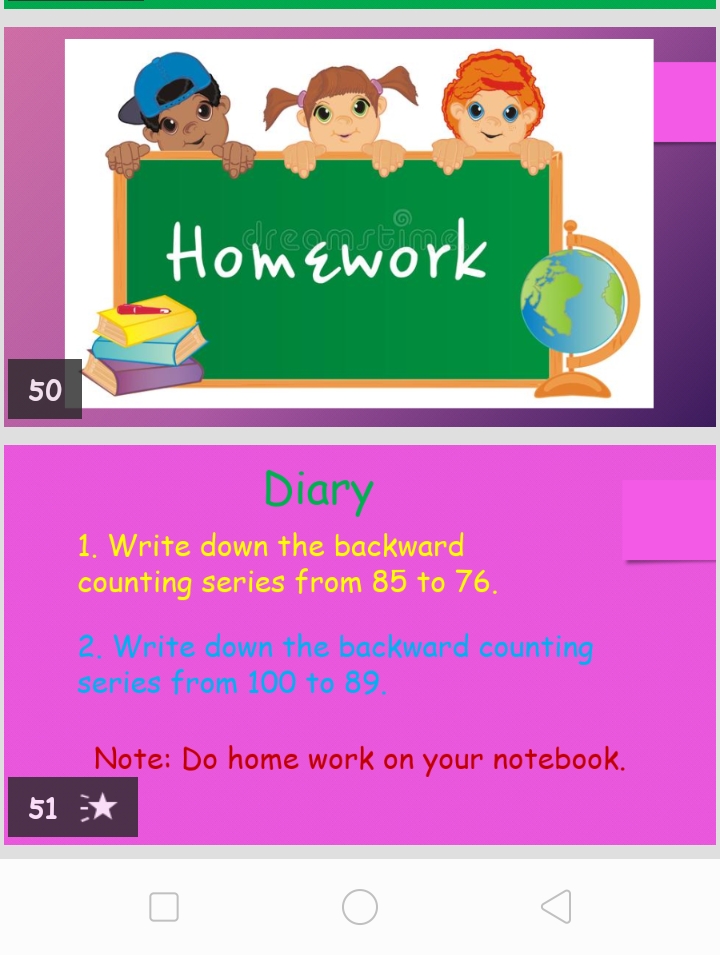 dreamstime
Homework
50
Diary
1. Write down the backward
counting series from 85 to 76.
2. Write down the backward counting
series from 100 to 89.
Note: Do home work on your notebook.
51